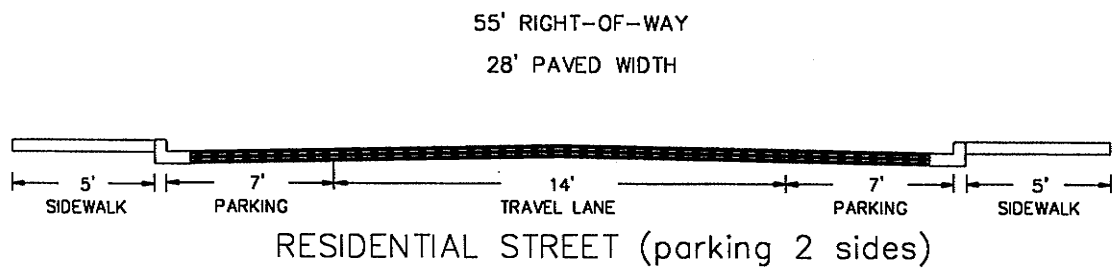 55' RIGHT-OF-WAY
28' PAVED WIDTH
5' 7' 14' 7' 5'
SIDEWALK PARKING TRAVEL LANE PARKING SIDEWALK
RESIDENTIAL STREET (parking 2 sides)